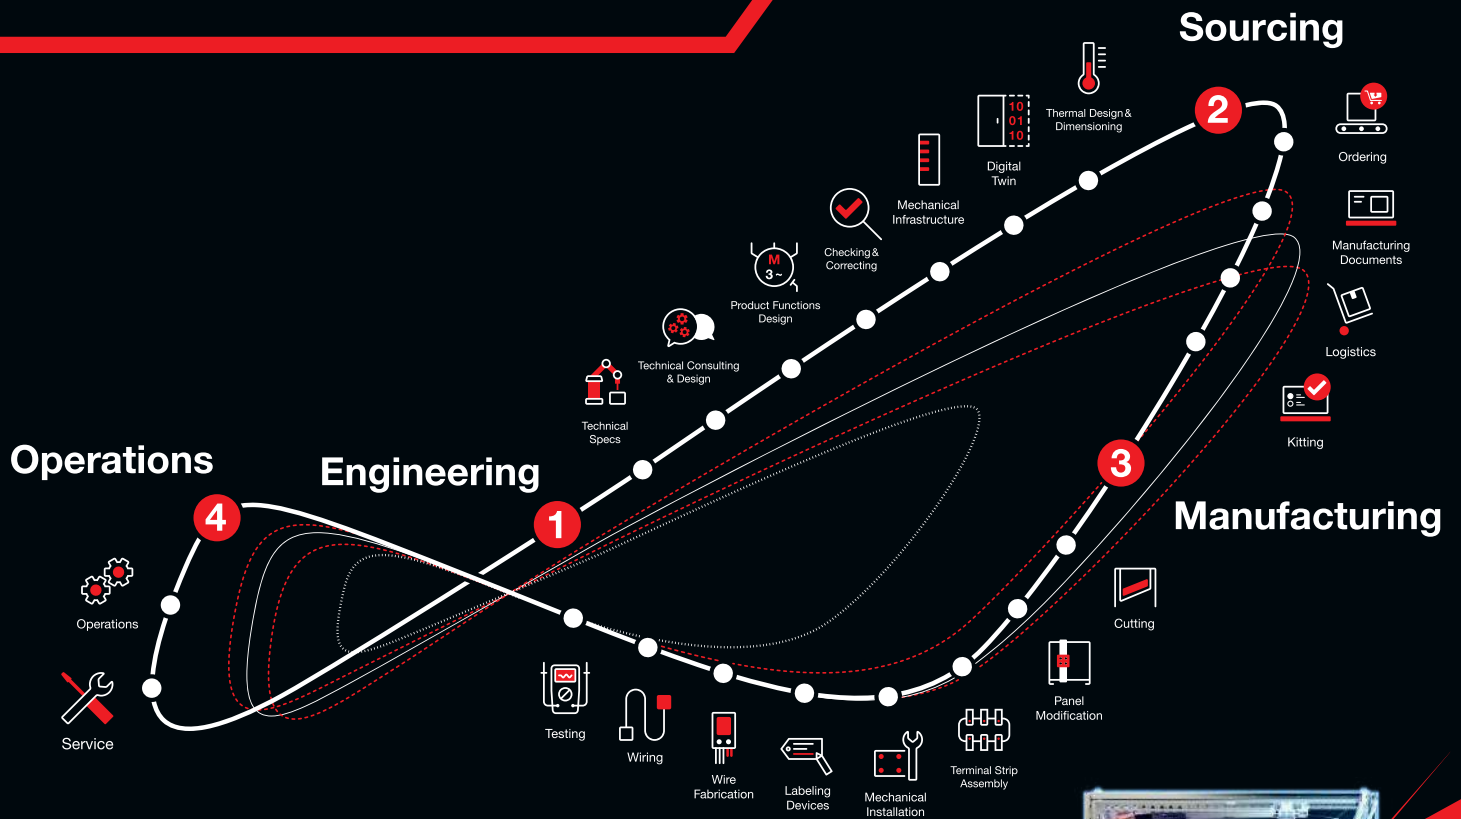 Sourcing
2
Ordering
Manufacturing
Documents
Logistics
Kitting
Thermal Design &
Dimensioning
10
01
10
Digital
Twin
Mechanical
Infrastructure
Checking &
Correcting
M
3 ~
Product Functions
Design
Technical Consulting
& Design
Technical
Specs
Engineering
1
3
Manufacturing
Cutting
Panel
Modification
Terminal Strip
Assembly
Mechanical
Installation
Labeling
Devices
Wire
Fabrication
Wiring
Testing
Operations
4
Operations
Service